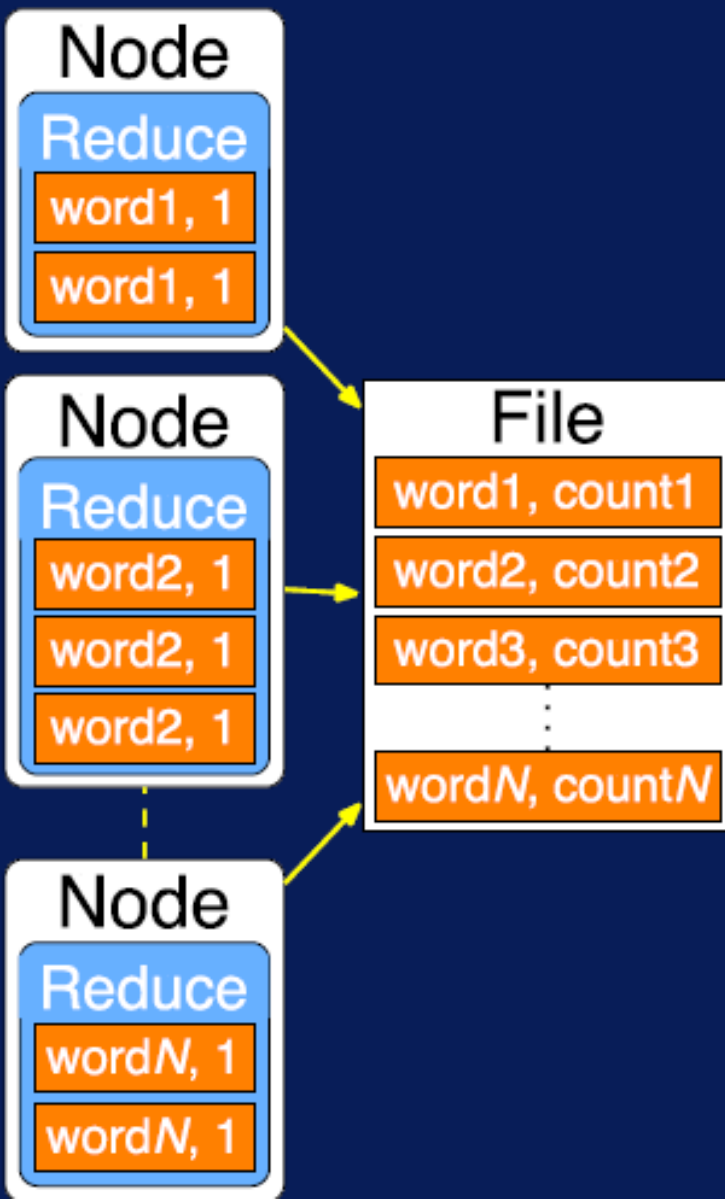 Node
Reduce
word1, 1
word1, 1
Node
Reduce
word2, 1
word2, 1
word2, 1
Node
Reduce
wordN, 1
wordN, 1
File
word1, count1
word2, count2
word3, count3
wordN, countN